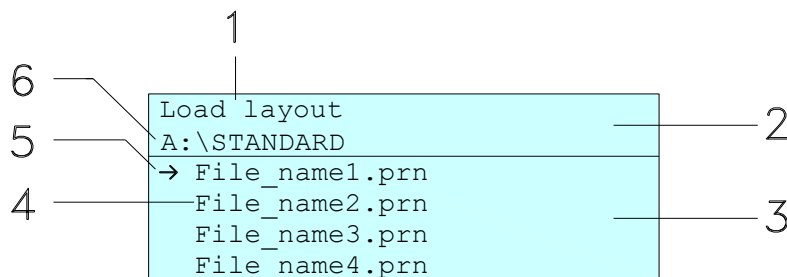 1
6
Load layout
2
A:\STANDARD
5
→ File_name1.prn
4
File_name2.prn
3
File_name3.prn
File_name4.prn